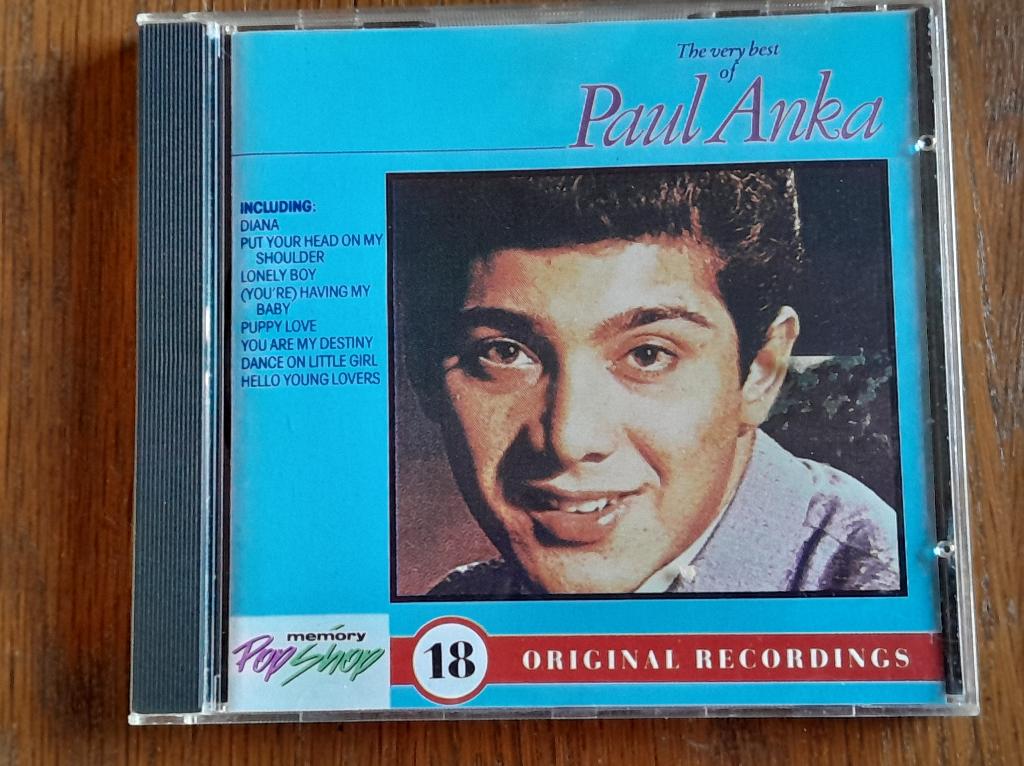 The very best
of
Paul Anka
INCLUDING:
DIANA
PUT YOUR HEAD ON MY
SHOULDER
LONELY BOY
(YOU'RE) HAVING MY
BABY
PUPPY LOVE
YOU ARE MY DESTINY
DANCE ON LITTLE GIRL
HELLO YOUNG LOVERS
memory
Pop Shop
18 ORIGINAL RECORDINGS